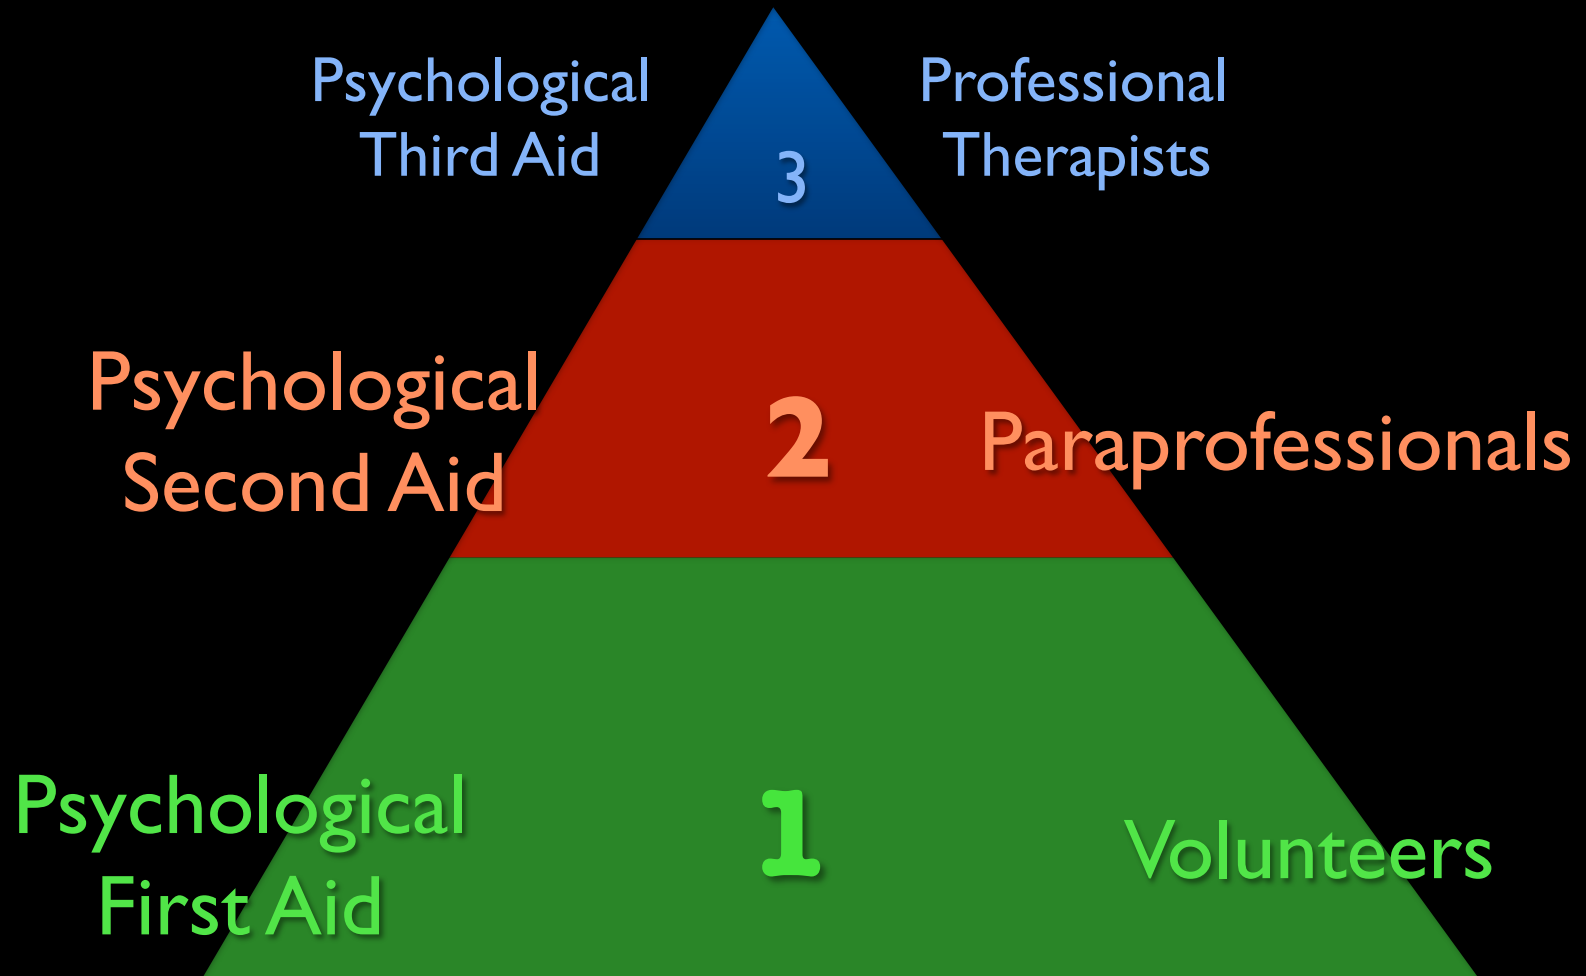 Psychological
Third Aid
3
Professional
Therapists
Psychological
Second Aid
2
Paraprofessionals
Psychological
First Aid
1
Volunteers